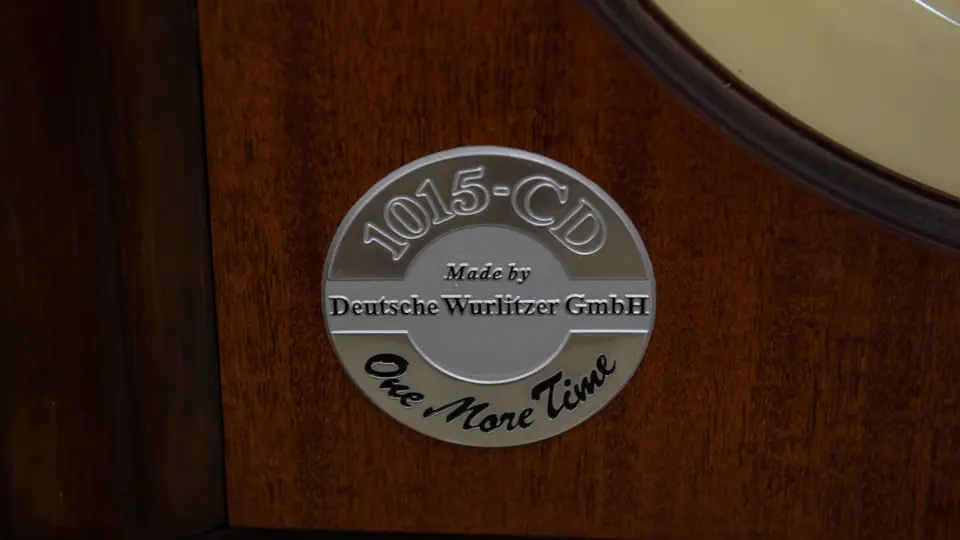 1015-CD
Made by
Deutsche Wurlitzer GmbH
One More Time